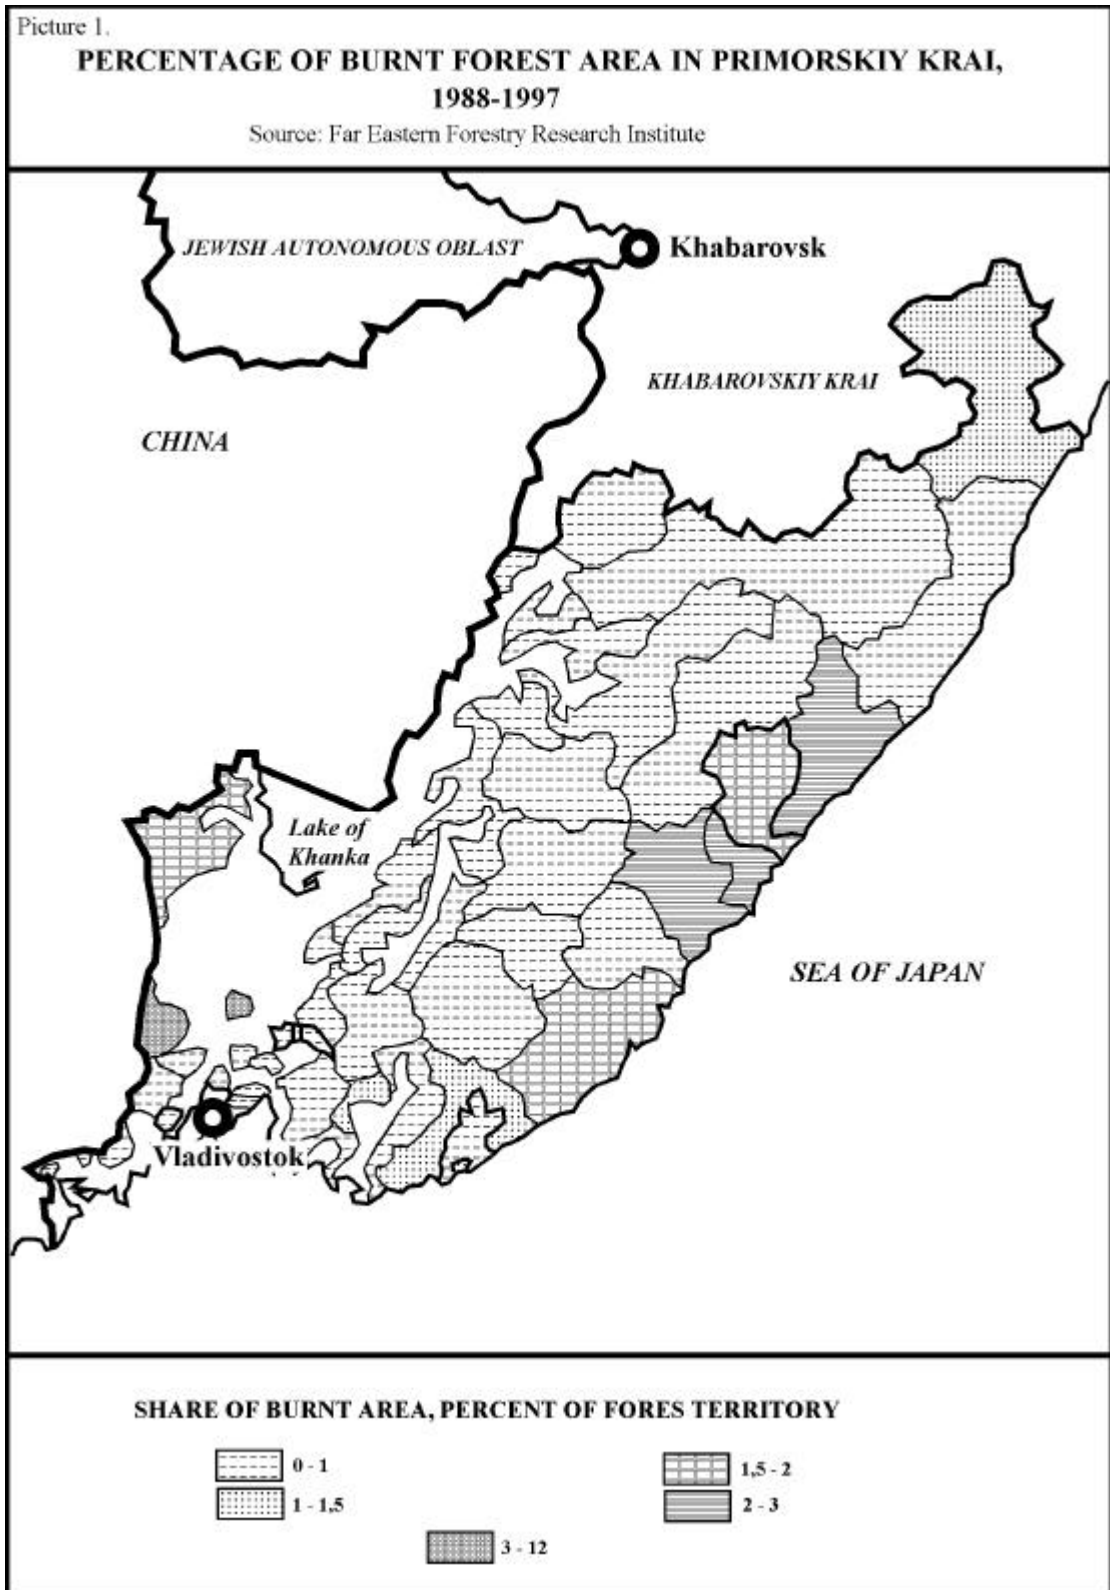 Picture 1.
PERCENTAGE OF BURNT FOREST AREA IN PRIMORSKIY KRAI,
1988-1997
Source: Far Eastern Forestry Research Institute
JEWISH AUTONOMOUS OBLAST
Khabarovsk
KHABAROVSKIY KRAI
CHINA
Lake of
Khanka
SEA OF JAPAN
Vladivostok
SHARE OF BURNT AREA, PERCENT OF FORES TERRITORY
0 - 1
1,5 - 2
1 - 1,5
2 - 3
3 - 12